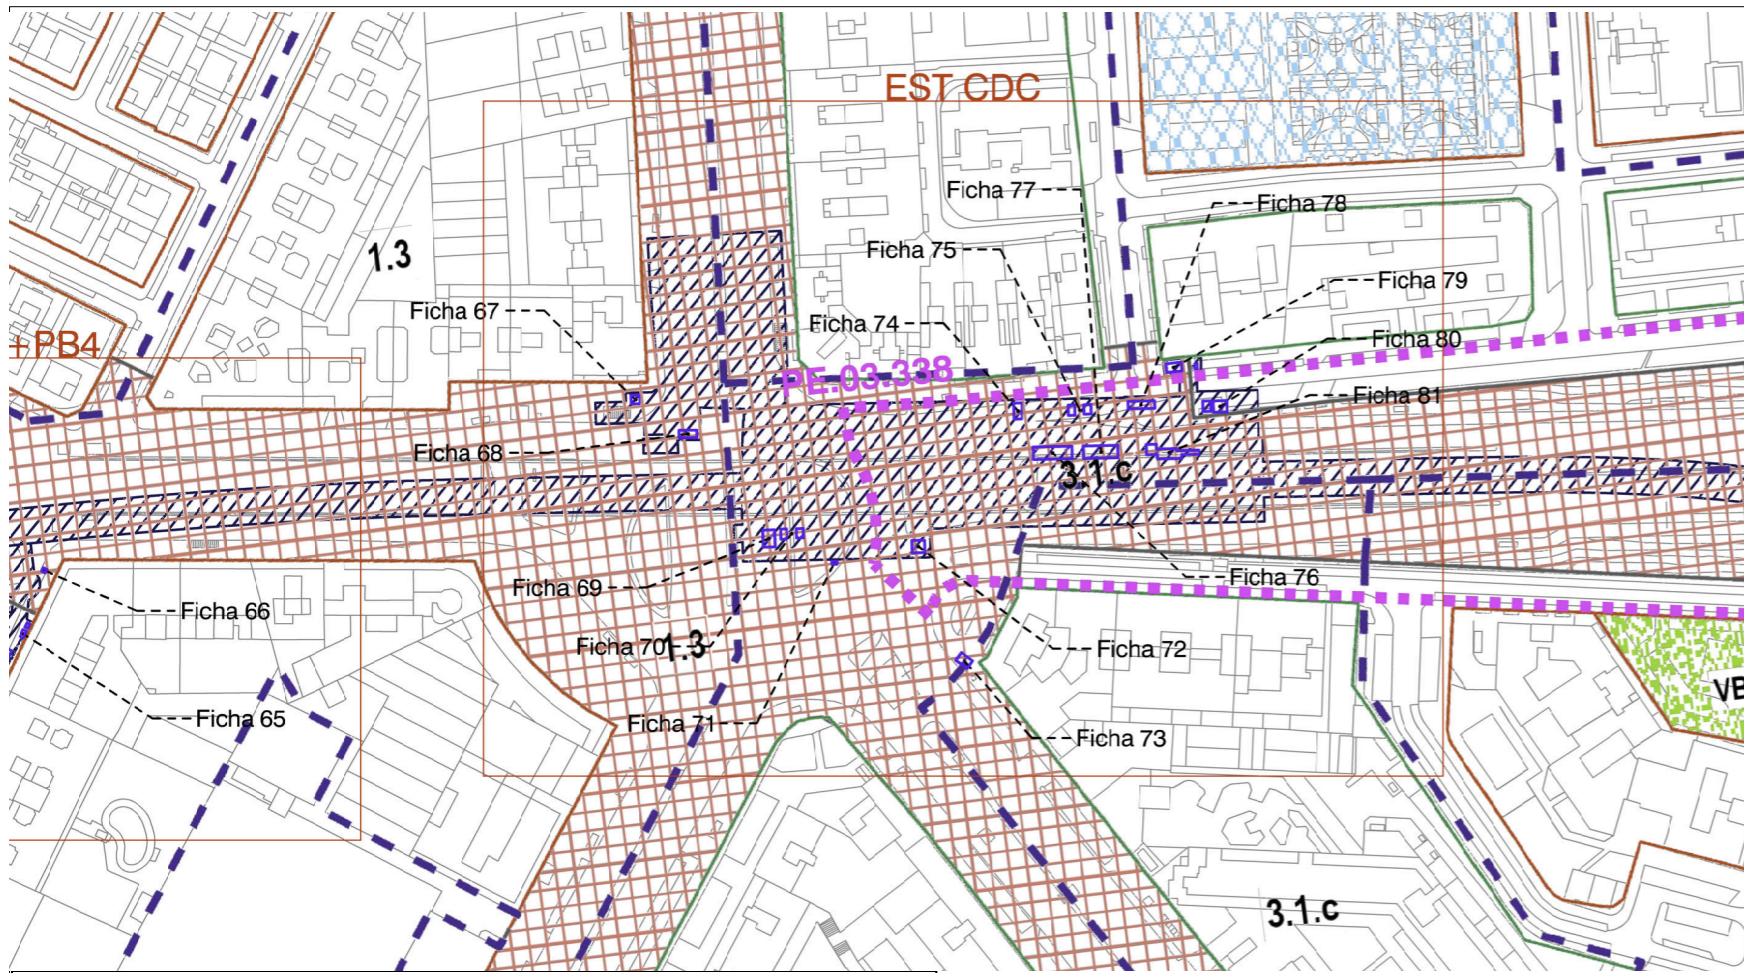 EST CDC
Ficha 77
Ficha 78
1.3
Ficha 75
Ficha 79
Ficha 67
Ficha 74
+PB4
Ficha 80
PE.03.338
Ficha 81
Ficha 68
3.1.c
Ficha 76
Ficha 69
Ficha 66
Ficha 70
1.3
Ficha 72
Ficha 65
Ficha 71
Ficha 73
VB
3.1.c